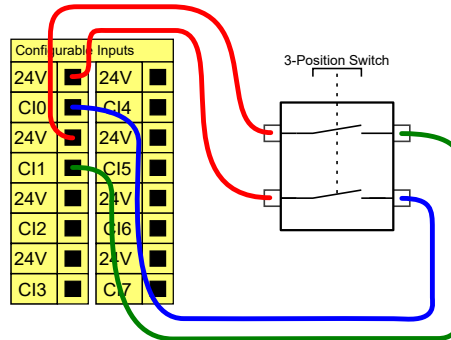 Configurable Inputs
3-Position Switch
24V 24V
CI0 CI4
24V 24V
CI1 CI5
24V 24V
CI2 CI6
24V 24V
CI3 CI7